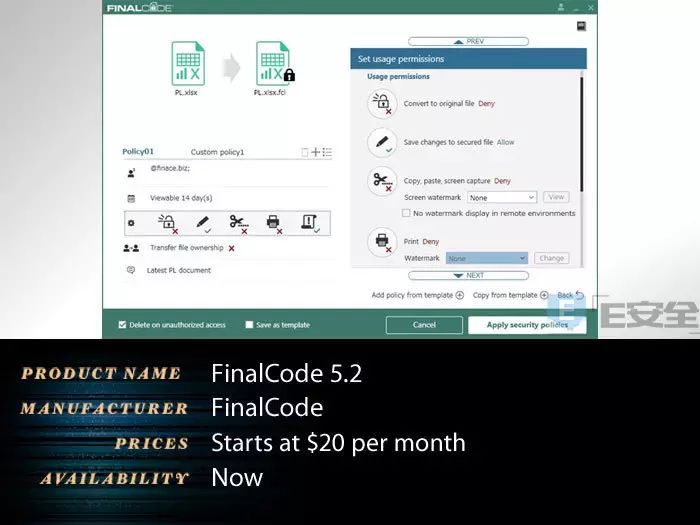 FINALCODE
PREV
Set usage permissions
Usage permissions
PL.xlsx
PL.xlsx.fcl
Convert to original file Deny
Save changes to secured file Allow
Policy01 Custom policy1
@finace.biz;
Copy, paste, screen capture Deny
Screen watermark None View
Viewable 14 day(s)
No watermark display in remote environments
Print Deny
Transfer file ownership
Watermark None Change
Latest PL document
NEXT
Add policy from template Copy from template Back
Delete on unauthorized access Save as template Cancel Apply security policies
E安全
PRODUCT NAME FinalCode 5.2
MANUFACTURER FinalCode
PRICES Starts at $20 per month
AVAILABILITY Now